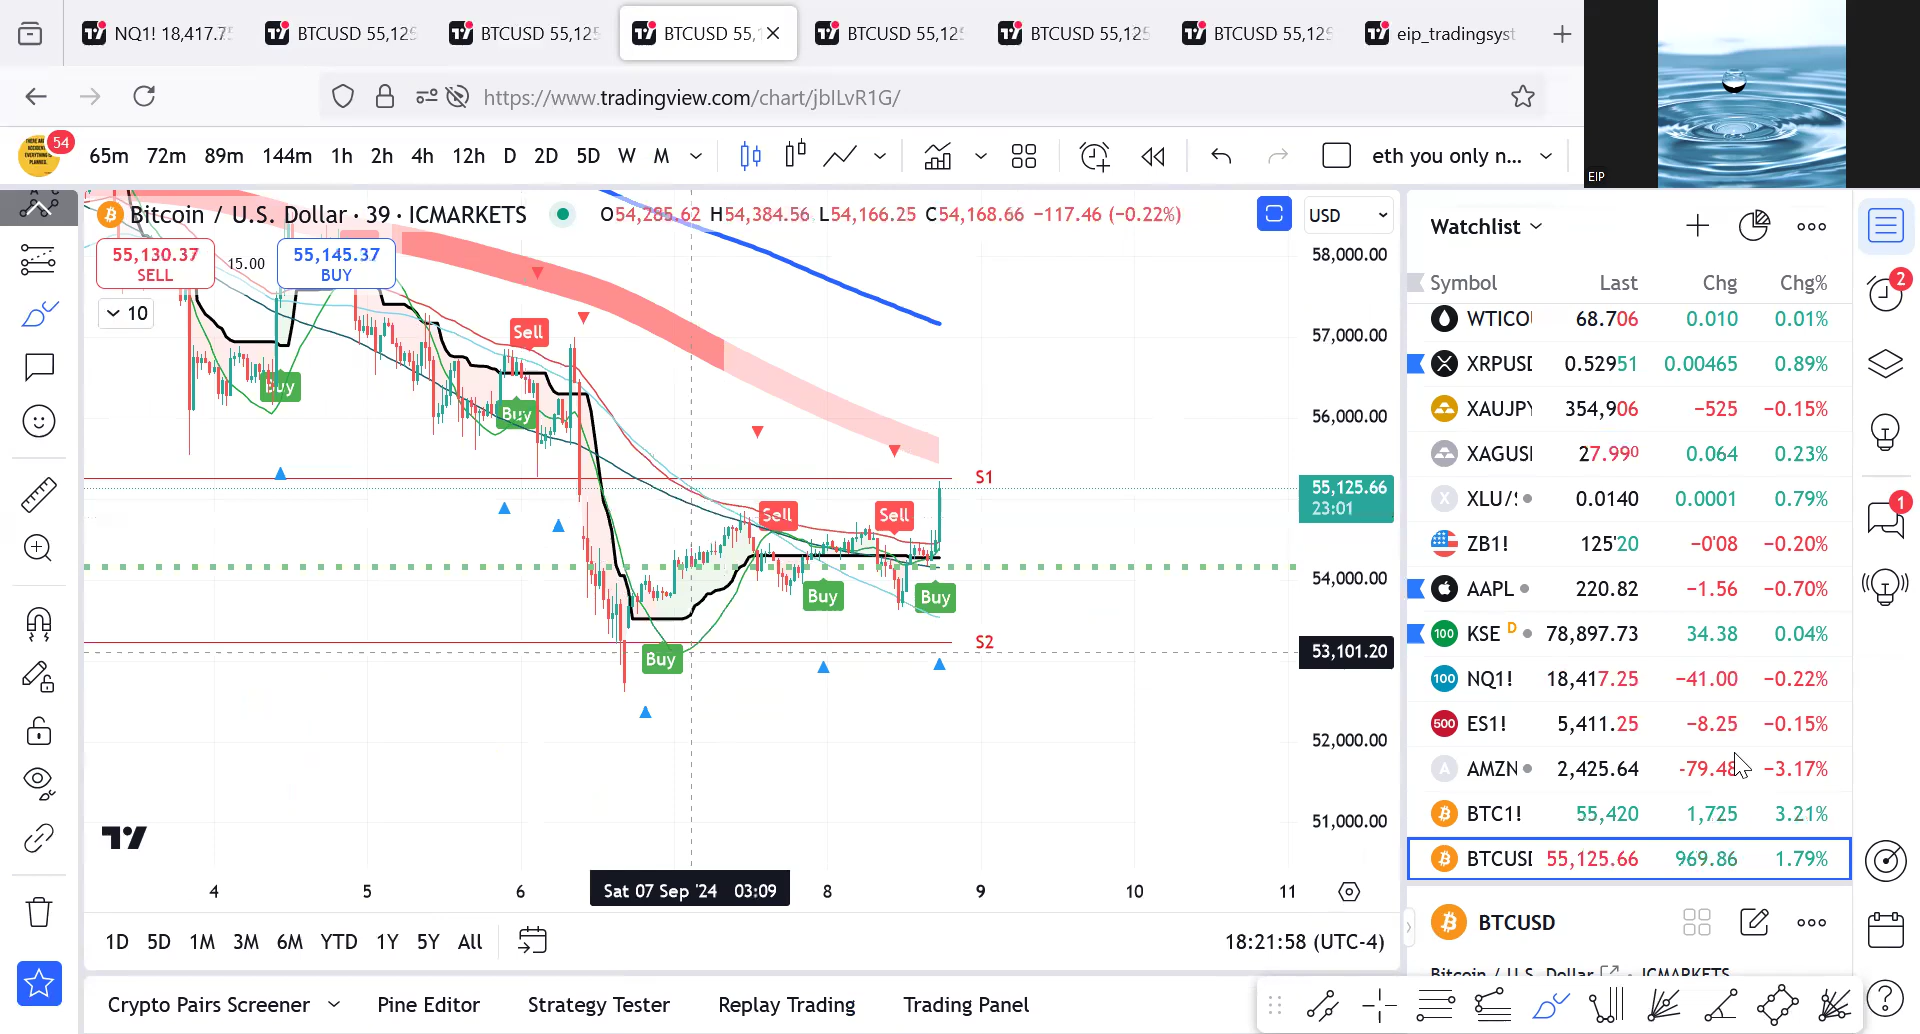 NQ1! 18,417.7
BTCUSD 55,125
BTCUSD 55,125
BTCUSD 55,
BTCUSD 55,125
BTCUSD 55,125
BTCUSD 55,125
eip_tradingsyst
https://www.tradingview.com/chart/jbILvR1G/
EIP
54
65m 72m 89m 144m 1h 2h 4h 12h D 2D 5D W M
eth you only n...
Bitcoin / U.S. Dollar · 39 · ICMARKETS
O54,285.62 H54,384.56 L54,166.25 C54,168.66 −117.46 (−0.22%)
USD
55,130.37
SELL
15.00
55,145.37
BUY
10
58,000.00
57,000.00
56,000.00
55,125.66
23:01
54,000.00
53,101.20
52,000.00
51,000.00
Sell
Buy
Buy
S1
Sell
Sell
Buy
Buy
S2
Buy
4 5 6 Sat 07 Sep '24 03:09 8 9 10 11
1D 5D 1M 3M 6M YTD 1Y 5Y All
18:21:58 (UTC-4)
Crypto Pairs Screener Pine Editor Strategy Tester Replay Trading Trading Panel
Watchlist
Symbol Last Chg Chg%
WTICO 68.706 0.010 0.01%
XRPUSD 0.52951 0.00465 0.89%
XAUJPY 354,906 −525 −0.15%
XAGUSD 27.990 0.064 0.23%
XLU/ 0.0140 0.0001 0.79%
ZB1! 125'20 −0'08 −0.20%
AAPL 220.82 −1.56 −0.70%
100 KSE D 78,897.73 34.38 0.04%
100 NQ1! 18,417.25 −41.00 −0.22%
500 ES1! 5,411.25 −8.25 −0.15%
A AMZN 2,425.64 -79.48 −3.17%
BTC1! 55,420 1,725 3.21%
BTCUSD 55,125.66 969.86 1.79%
BTCUSD
Bitcoin / U.S. Dollar · ICMARKETS
2
1